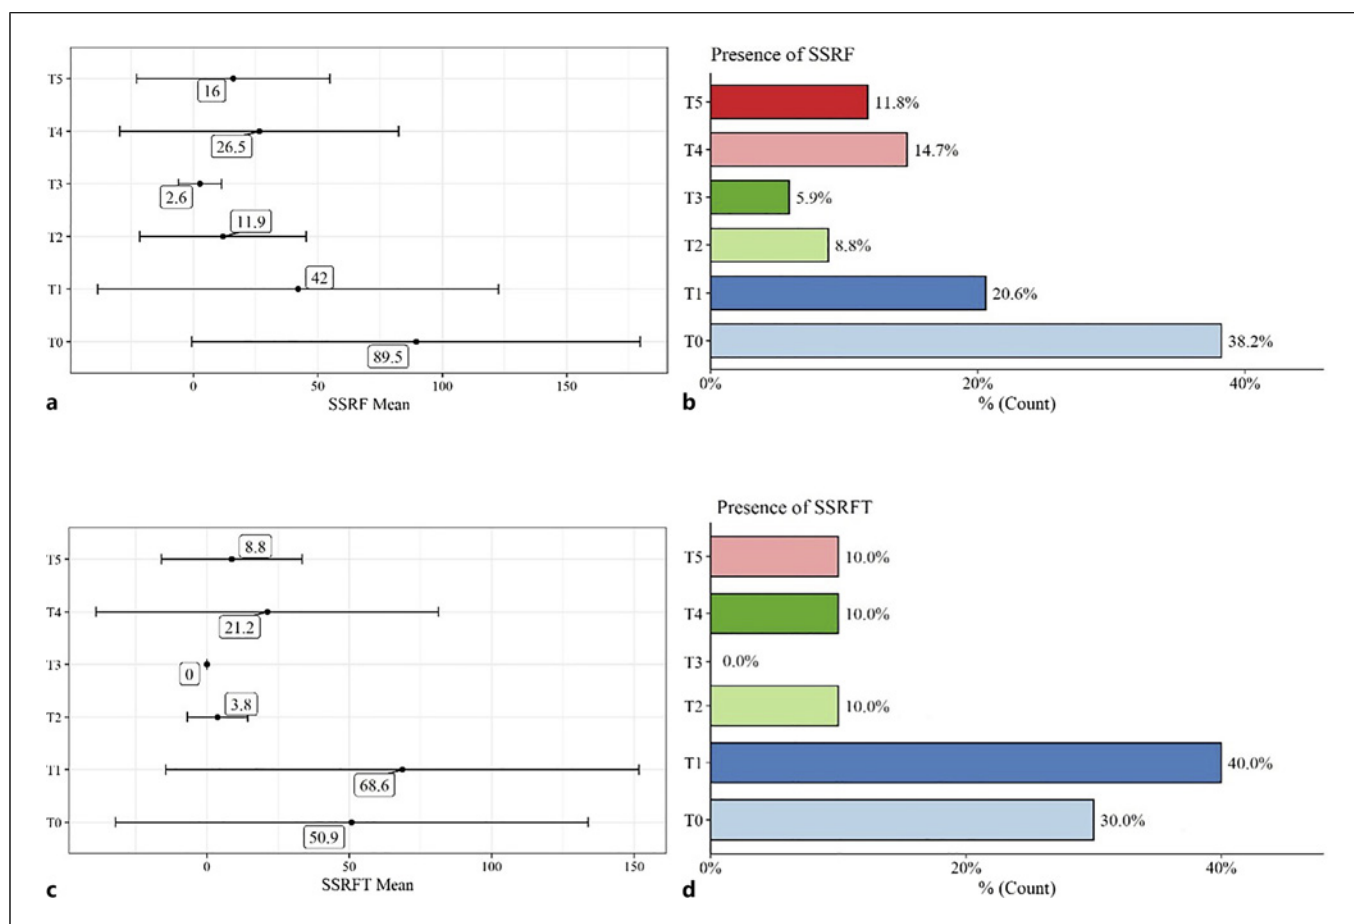 T5
16
T4
26.5
T3
2.6
T2
11.9
T1
42
T0
89.5
0 50 100 150
SSRF Mean
a
Presence of SSRF
T5 11.8%
T4 14.7%
T3 5.9%
T2 8.8%
T1 20.6%
T0 38.2%
0% 20% 40%
% (Count)
b
T5 8.8
T4
21.2
T3
0
T2 3.8
T1
68.6
T0
50.9
0 50 100 150
SSRFT Mean
c
Presence of SSRFT
T5 10.0%
T4 10.0%
T3 0.0%
T2 10.0%
T1 40.0%
T0 30.0%
0% 20% 40%
% (Count)
d